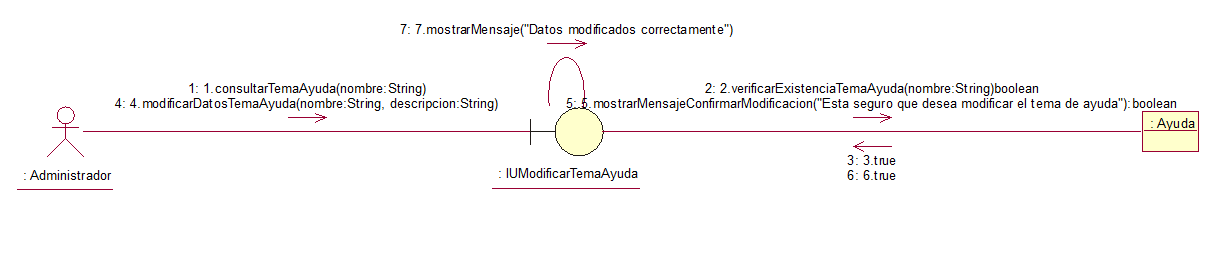 7: 7.mostrarMensaje("Datos modificados correctamente")
1: 1.consultarTemaAyuda(nombre:String)
4: 4.modificarDatosTemaAyuda(nombre:String, descripcion:String)
2: 2.verificarExistenciaTemaAyuda(nombre:String)boolean
5: 5.mostrarMensajeConfirmarModificacion("Esta seguro que desea modificar el tema de ayuda"):boolean
: Ayuda
3: 3.true
6: 6.true
: Administrador
: IUModificarTemaAyuda